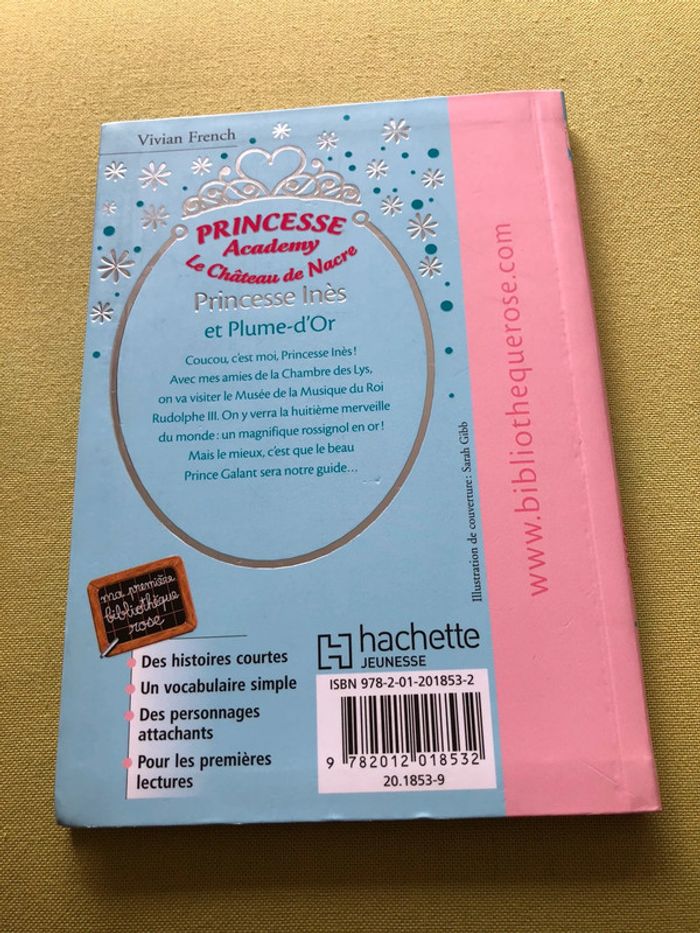 Vivian French
PRINCESSE
Academy
Le Château de Nacre
Princesse Inès
et Plume-d'Or
Coucou, c'est moi, Princesse Inès !
Avec mes amies de la Chambre des Lys,
on va visiter le Musée de la Musique du Roi
Rudolphe III. On y verra la huitième merveille
du monde : un magnifique rossignol en or !
Mais le mieux, c'est que le beau
Prince Galant sera notre guide...
Illustration de couverture : Sarah Gibb
www.bibliothequerose.com
ma première
bibliothèque
rose
Des histoires courtes
Un vocabulaire simple
Des personnages
attachants
Pour les premières
lectures
hachette
JEUNESSE
ISBN 978-2-01-201853-2
9 782012 018532
20.1853-9